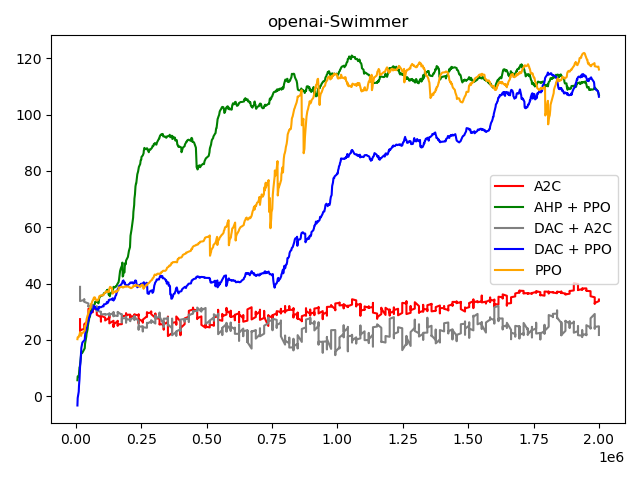 openai-Swimmer
120
100
80
60
40
20
0
A2C
AHP + PPO
DAC + A2C
DAC + PPO
PPO
0.00 0.25 0.50 0.75 1.00 1.25 1.50 1.75 2.00
1e6